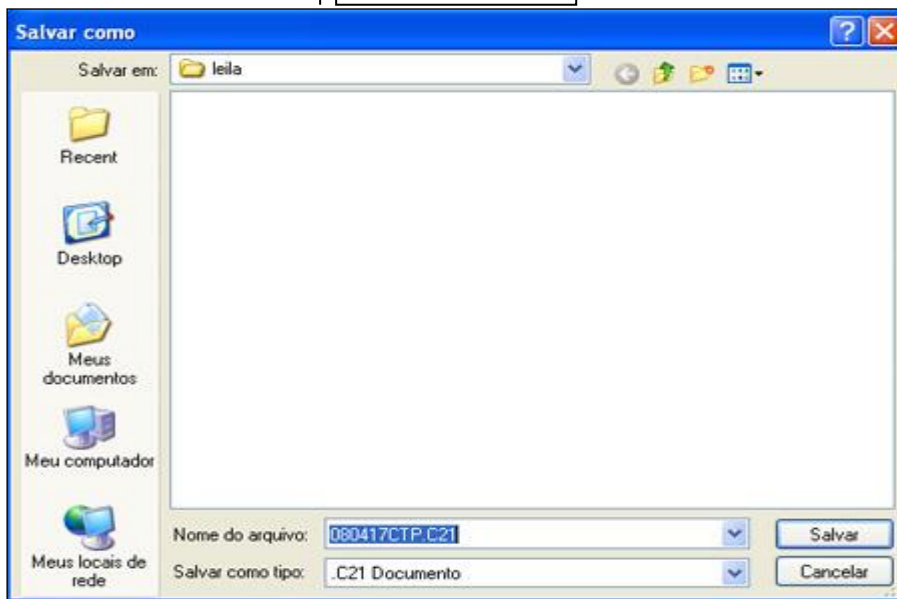 Salvar como
Salvar em:
leila
Recent
Desktop
Meus
documentos
Meu computador
Meus locais de
rede
Nome do arquivo:
080417CTP.C21
Salvar
Salvar como tipo:
.C21 Documento
Cancelar